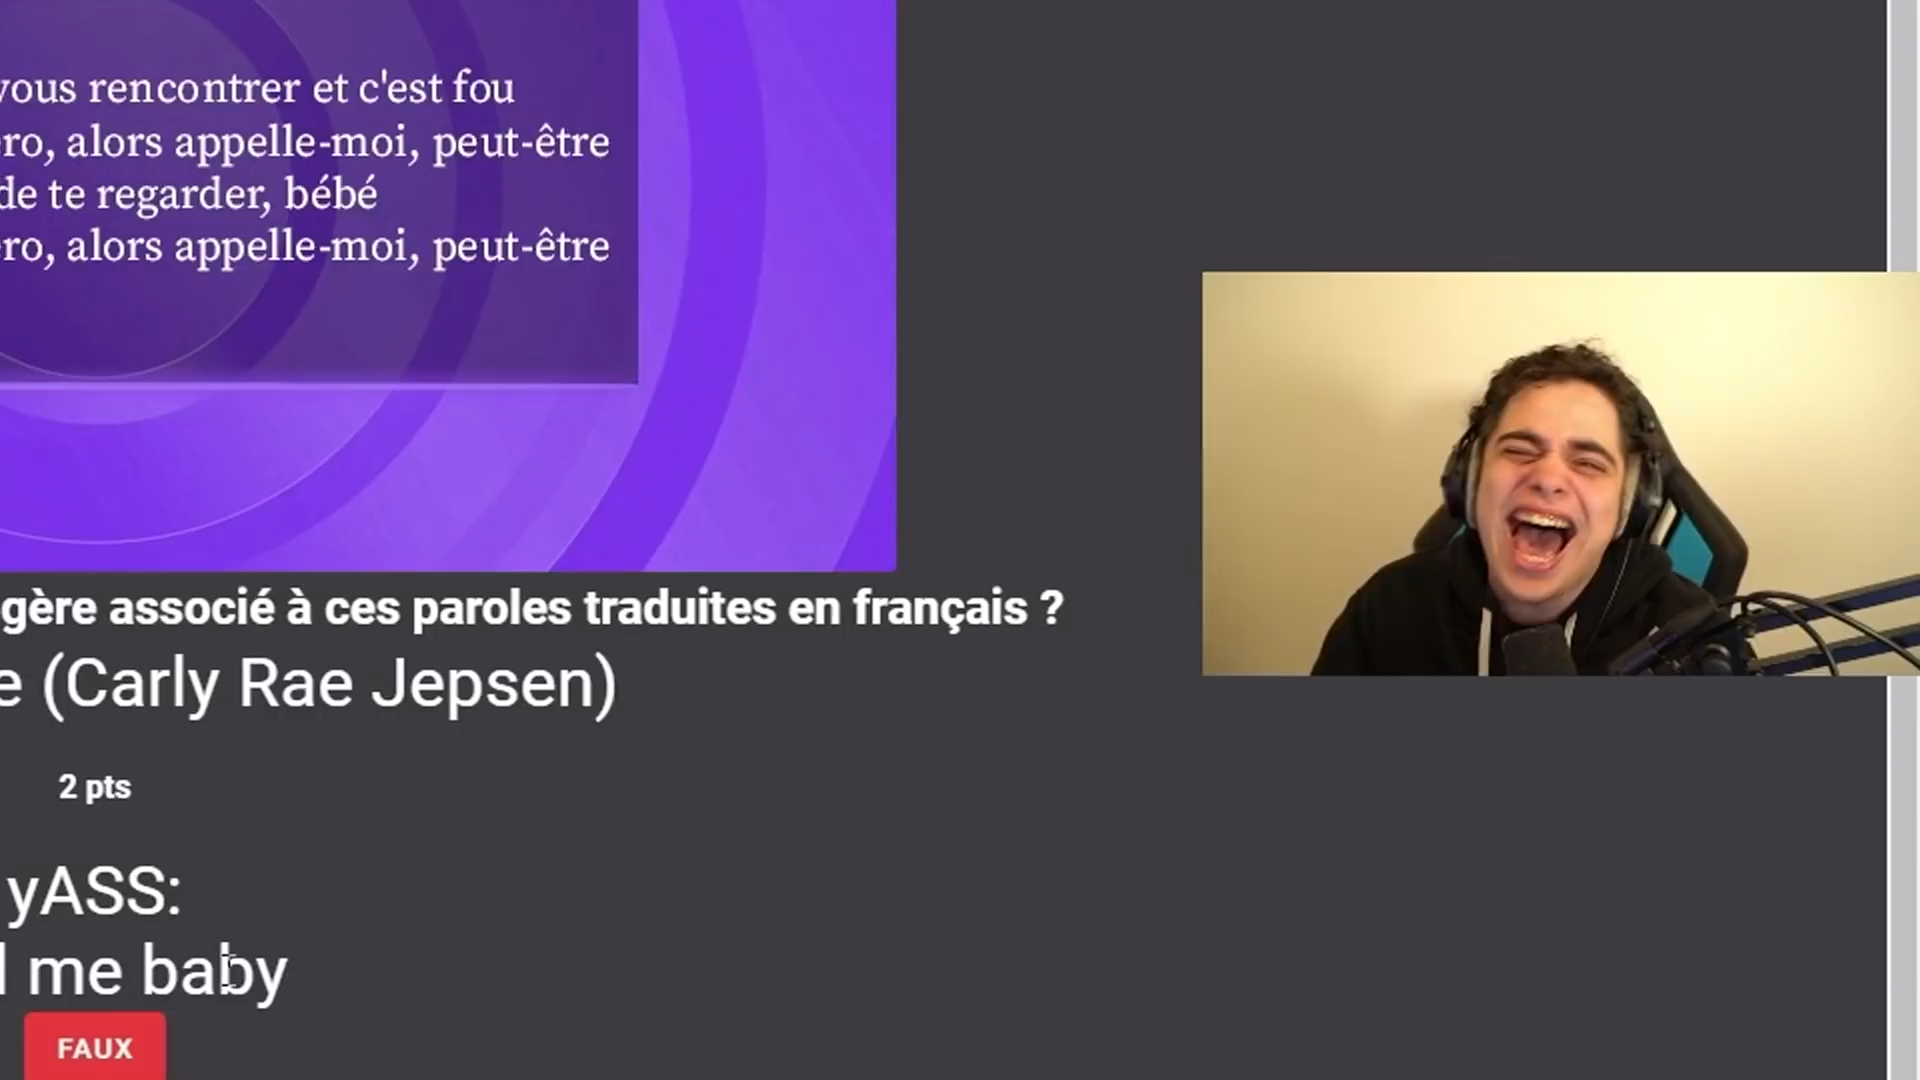 vous rencontrer et c'est fou
ro, alors appelle-moi, peut-être
de te regarder, bébé
ero, alors appelle-moi, peut-être
gère associé à ces paroles traduites en français ?
e (Carly Rae Jepsen)
2 pts
yASS:
l me baby
FAUX